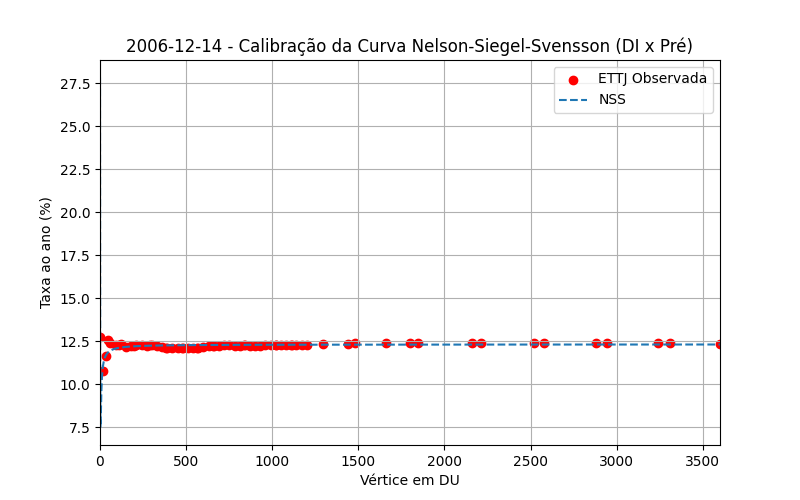 2006-12-14 - Calibração da Curva Nelson-Siegel-Svensson (DI x Pré)
ETTJ Observada
NSS
Taxa ao ano (%)
27.5
25.0
22.5
20.0
17.5
15.0
12.5
10.0
7.5
0 500 1000 1500 2000 2500 3000 3500
Vértice em DU